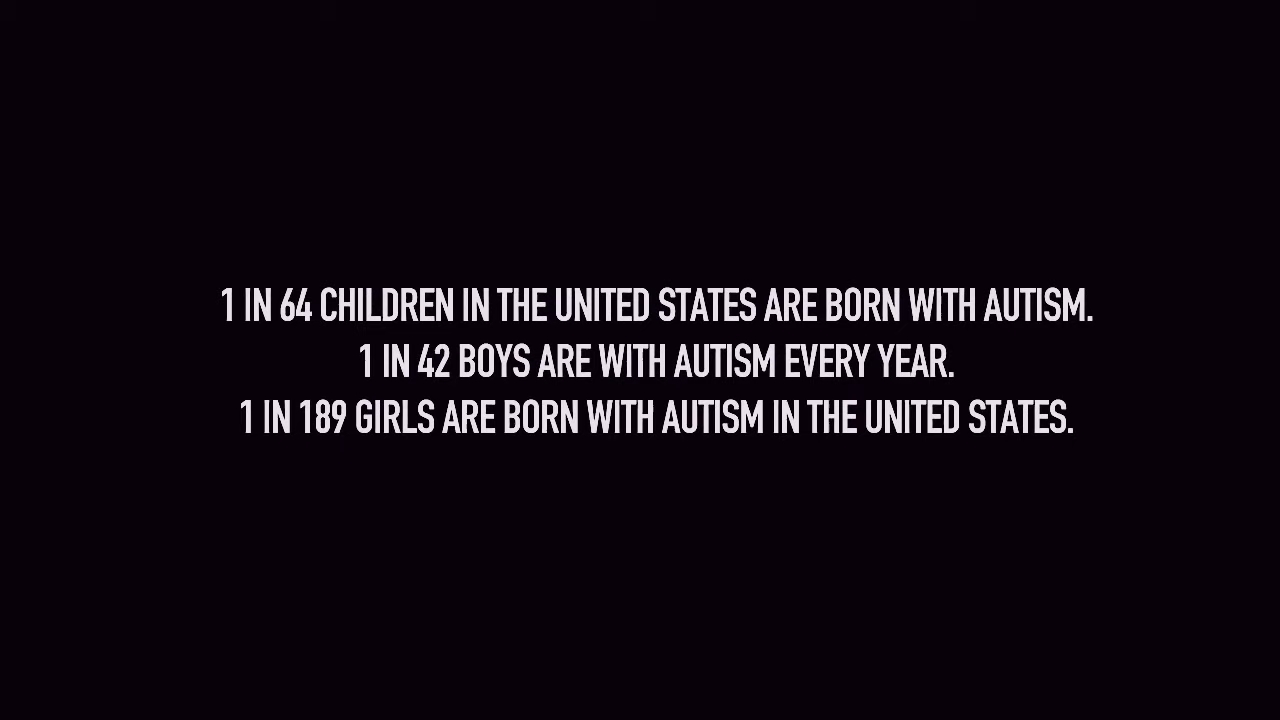 1 IN 64 CHILDREN IN THE UNITED STATES ARE BORN WITH AUTISM.
1 IN 42 BOYS ARE WITH AUTISM EVERY YEAR.
1 IN 189 GIRLS ARE BORN WITH AUTISM IN THE UNITED STATES.